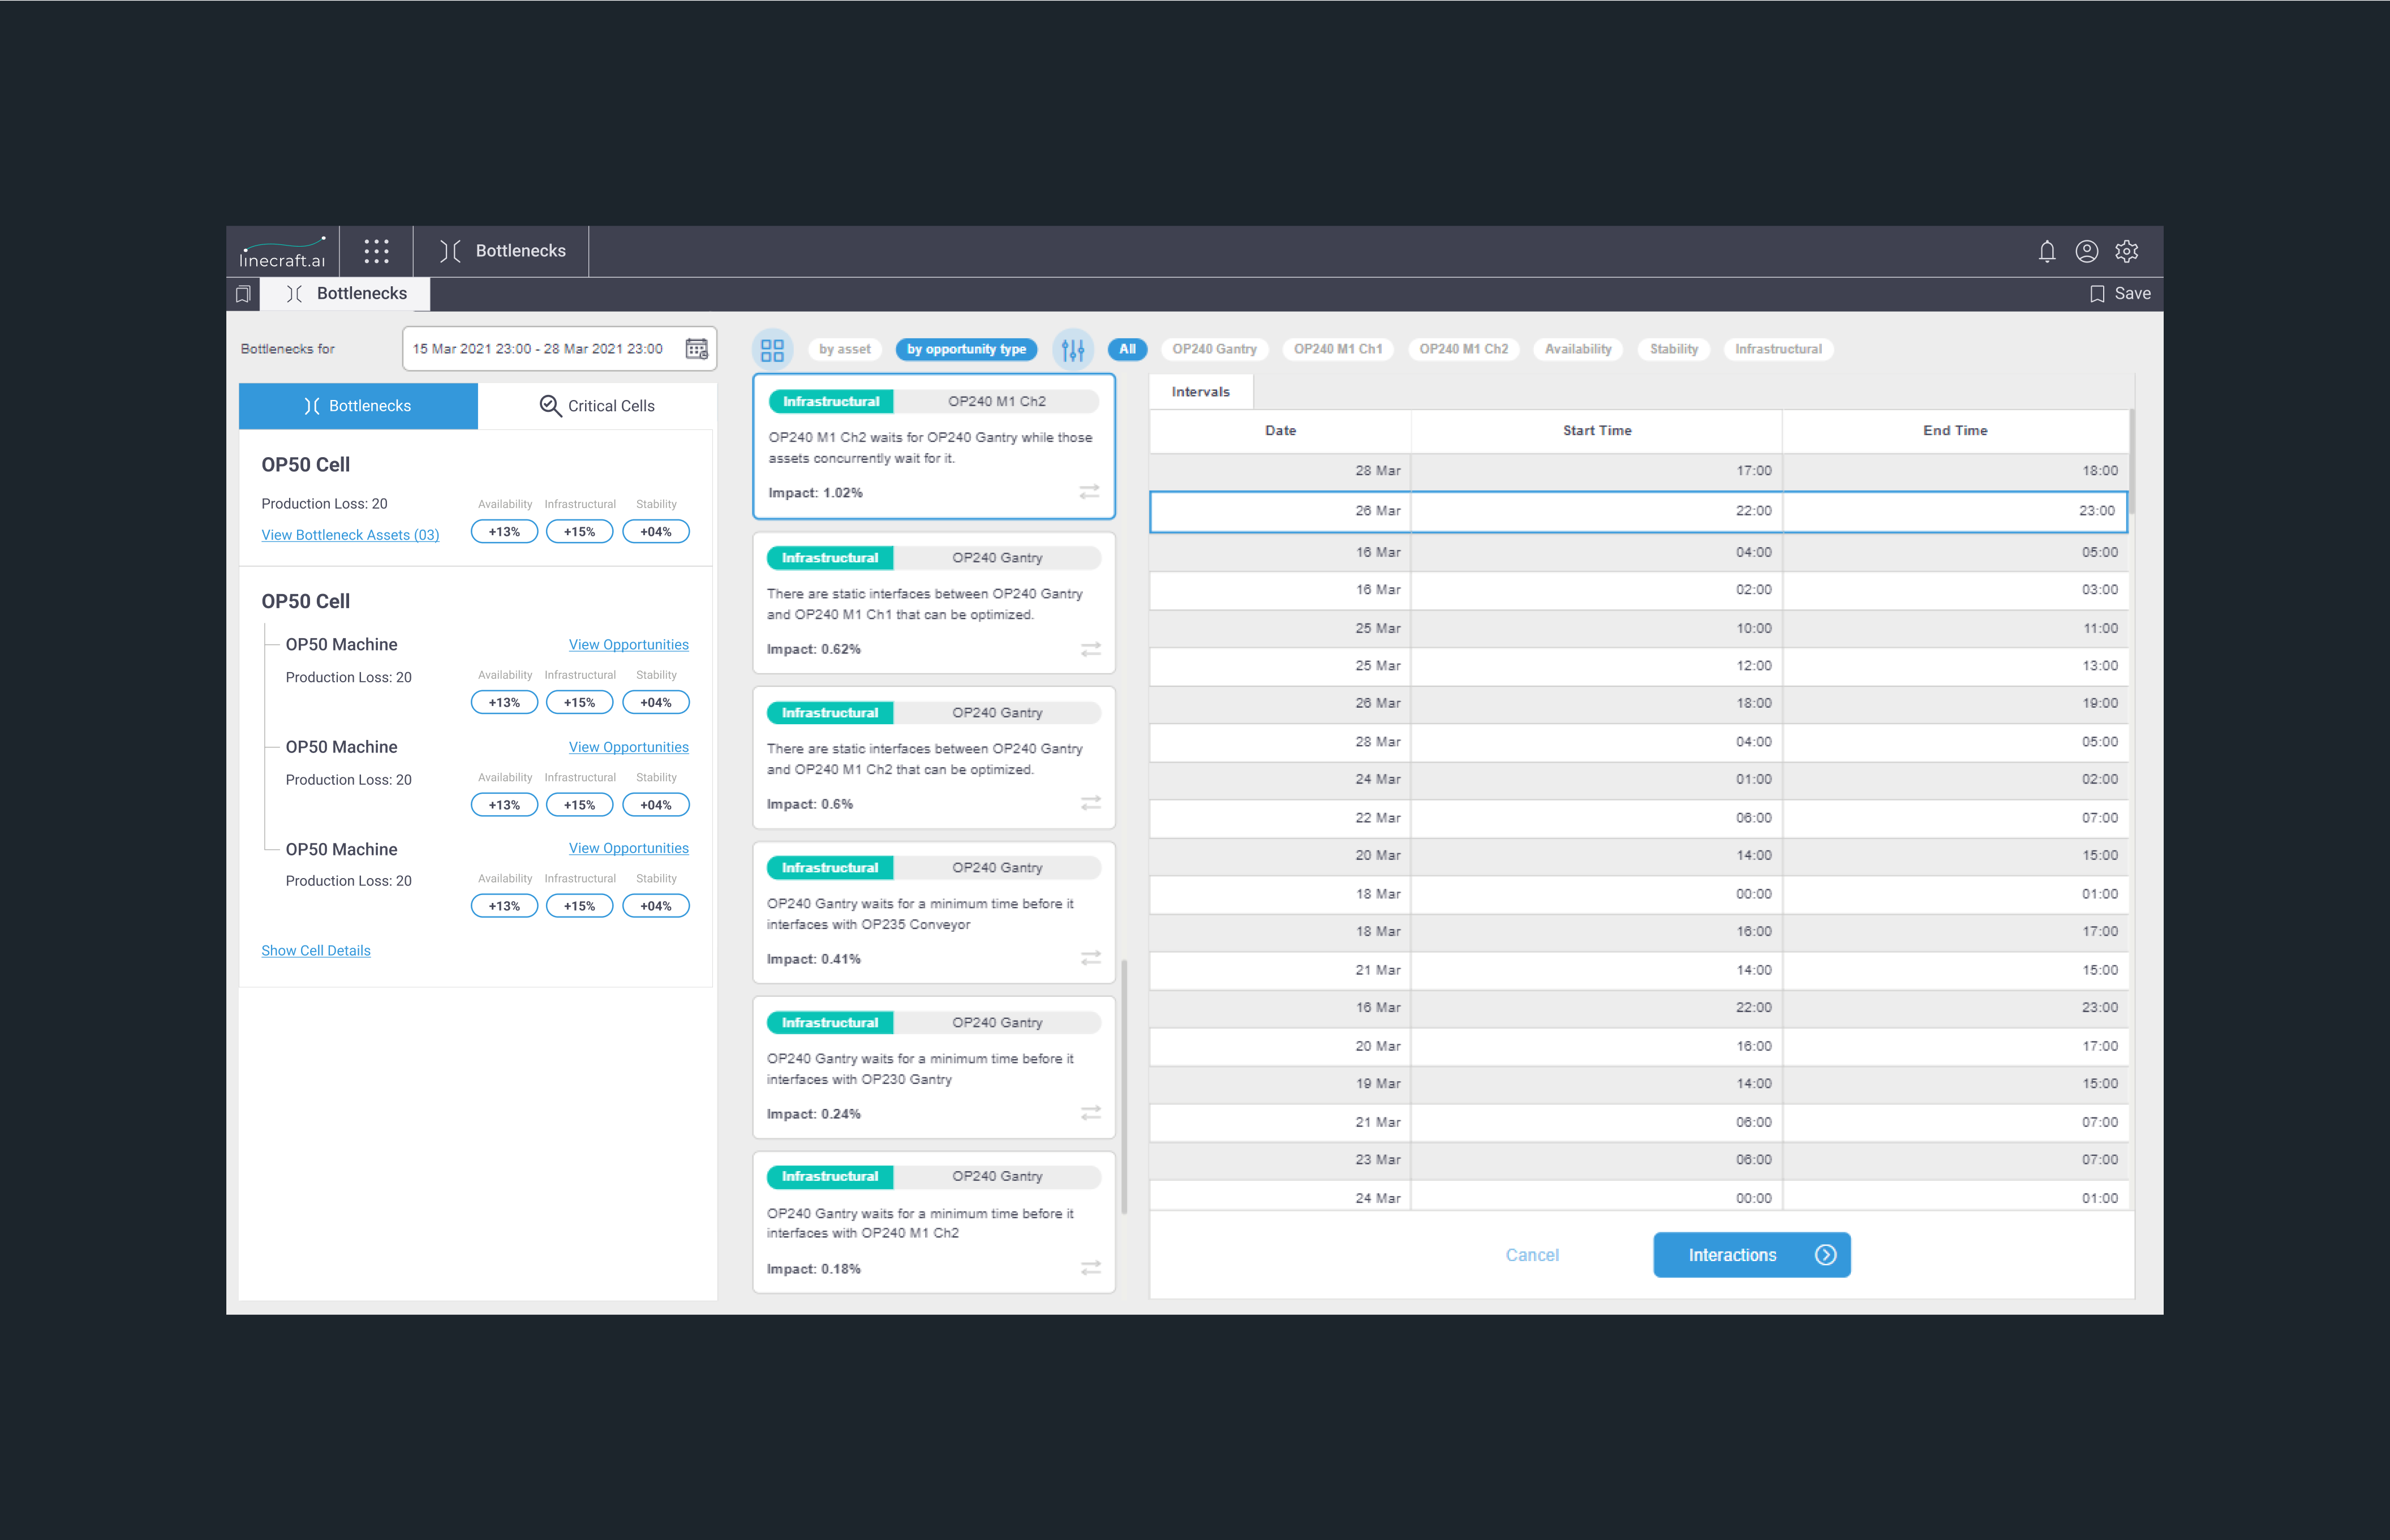 linecraft.ai
Bottlenecks
Bottlenecks
Save
Bottlenecks for
15 Mar 2021 23:00 - 28 Mar 2021 23:00
Bottlenecks
Critical Cells
OP50 Cell
Production Loss: 20
View Bottleneck Assets (03)
Availability Infrastructural Stability
+13% +15% +04%
OP50 Cell
OP50 Machine
View Opportunities
Production Loss: 20
Availability Infrastructural Stability
+13% +15% +04%
OP50 Machine
View Opportunities
Production Loss: 20
Availability Infrastructural Stability
+13% +15% +04%
OP50 Machine
View Opportunities
Production Loss: 20
Availability Infrastructural Stability
+13% +15% +04%
Show Cell Details
by asset by opportunity type All OP240 Gantry OP240 M1 Ch1 OP240 M1 Ch2 Availability Stability Infrastructural
Infrastructural OP240 M1 Ch2
OP240 M1 Ch2 waits for OP240 Gantry while those
assets concurrently wait for it.
Impact: 1.02%
Infrastructural OP240 Gantry
There are static interfaces between OP240 Gantry
and OP240 M1 Ch1 that can be optimized.
Impact: 0.62%
Infrastructural OP240 Gantry
There are static interfaces between OP240 Gantry
and OP240 M1 Ch2 that can be optimized.
Impact: 0.6%
Infrastructural OP240 Gantry
OP240 Gantry waits for a minimum time before it
interfaces with OP235 Conveyor
Impact: 0.41%
Infrastructural OP240 Gantry
OP240 Gantry waits for a minimum time before it
interfaces with OP230 Gantry
Impact: 0.24%
Infrastructural OP240 Gantry
OP240 Gantry waits for a minimum time before it
interfaces with OP240 M1 Ch2
Impact: 0.18%
Intervals
Date Start Time End Time
28 Mar 17:00 18:00
26 Mar 22:00 23:00
16 Mar 04:00 05:00
16 Mar 02:00 03:00
25 Mar 10:00 11:00
25 Mar 12:00 13:00
26 Mar 18:00 19:00
28 Mar 04:00 05:00
24 Mar 01:00 02:00
22 Mar 06:00 07:00
20 Mar 14:00 15:00
18 Mar 00:00 01:00
18 Mar 16:00 17:00
21 Mar 14:00 15:00
16 Mar 22:00 23:00
20 Mar 16:00 17:00
19 Mar 14:00 15:00
21 Mar 06:00 07:00
23 Mar 06:00 07:00
24 Mar 00:00 01:00
Cancel
Interactions